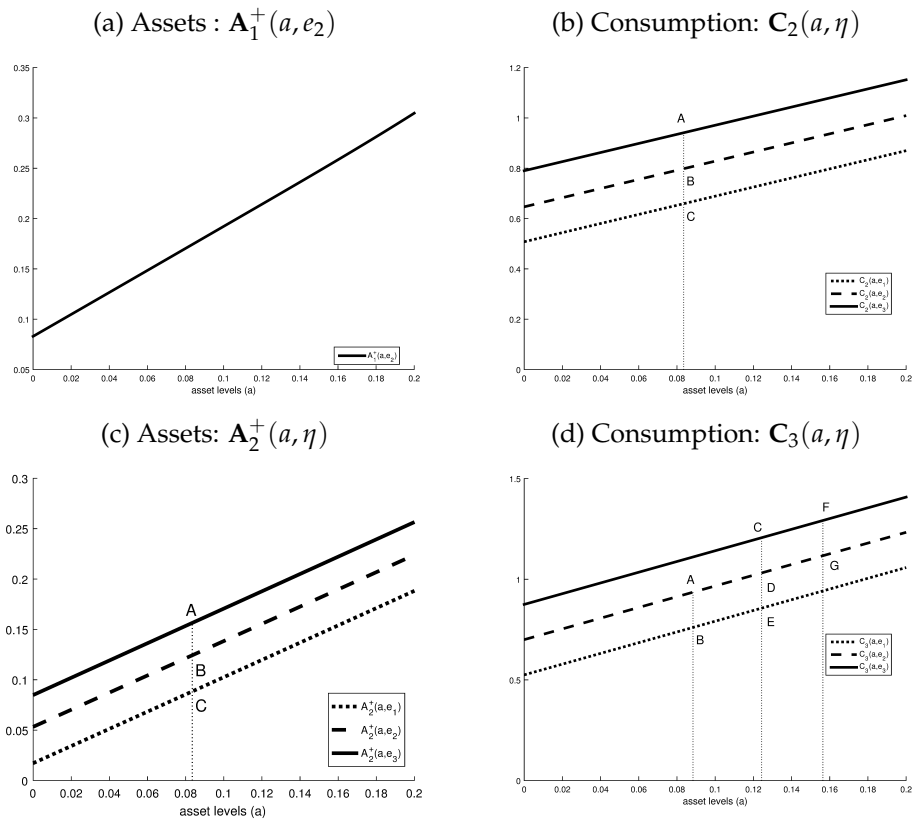 (a) Assets : A₁⁺(a, e₂)
0.35
0.3
0.25
0.2
0.15
0.1
0.05
A₁⁺(a,e₂)
0 0.02 0.04 0.06 0.08 0.1 0.12 0.14 0.16 0.18 0.2
asset levels (a)
(b) Consumption: C₂(a, η)
1.2
1
0.8
0.6
0.4
0.2
0
A
B
C
C₂(a,e₁)
C₂(a,e₂)
C₂(a,e₃)
0 0.02 0.04 0.06 0.08 0.1 0.12 0.14 0.16 0.18 0.2
asset levels (a)
(c) Assets: A₂⁺(a, η)
0.3
0.25
0.2
0.15
0.1
0.05
0
A
B
C
A₂⁺(a,e₁)
A₂⁺(a,e₂)
A₂⁺(a,e₃)
0 0.02 0.04 0.06 0.08 0.1 0.12 0.14 0.16 0.18 0.2
asset levels (a)
(d) Consumption: C₃(a, η)
1.5
1
0.5
0
F
C
A
G
D
E
B
C₃(a,e₁)
C₃(a,e₂)
C₃(a,e₃)
0 0.02 0.04 0.06 0.08 0.1 0.12 0.14 0.16 0.18 0.2
asset levels (a)